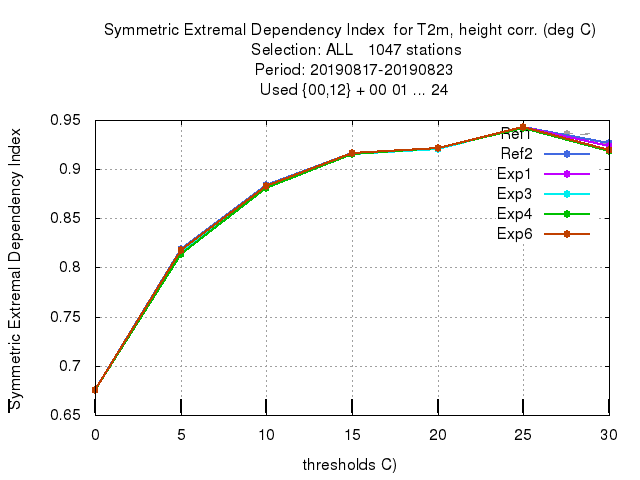 Symmetric Extremal Dependency Index  for T2m, height corr. (deg C)
Selection: ALL   1047 stations
Period: 20190817-20190823
Used {00,12} + 00 01 ... 24
Symmetric Extremal Dependency Index
0.95
0.9
0.85
0.8
0.75
0.7
0.65
Ref1
Ref2
Exp1
Exp3
Exp4
Exp6
0 5 10 15 20 25 30
thresholds C)